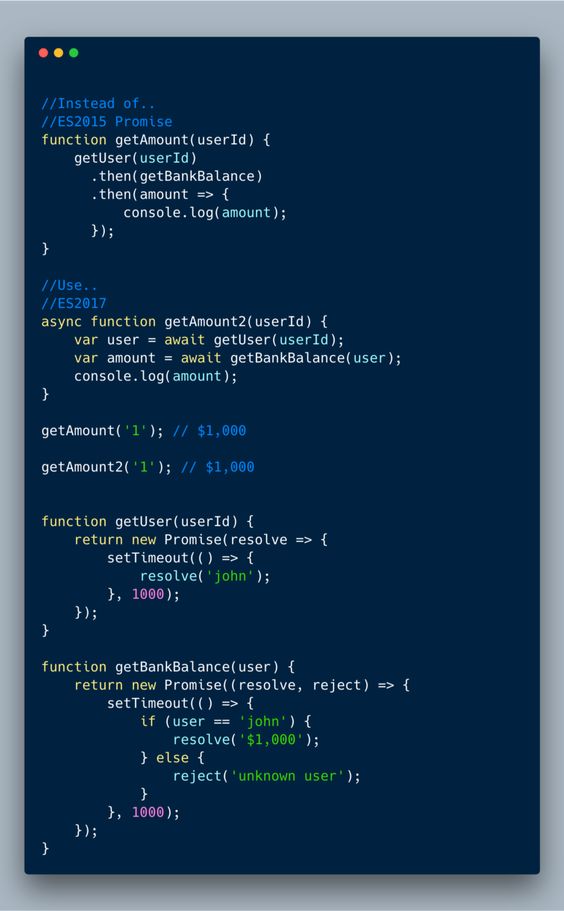 //Instead of..
//ES2015 Promise
function getAmount(userId) {
    getUser(userId)
      .then(getBankBalance)
      .then(amount => {
          console.log(amount);
      });
}

//Use..
//ES2017
async function getAmount2(userId) {
    var user = await getUser(userId);
    var amount = await getBankBalance(user);
    console.log(amount);
}

getAmount('1'); // $1,000

getAmount2('1'); // $1,000


function getUser(userId) {
    return new Promise(resolve => {
        setTimeout(() => {
            resolve('john');
        }, 1000);
    });
}

function getBankBalance(user) {
    return new Promise((resolve, reject) => {
        setTimeout(() => {
            if (user == 'john') {
                resolve('$1,000');
            } else {
                reject('unknown user');
            }
        }, 1000);
    });
}